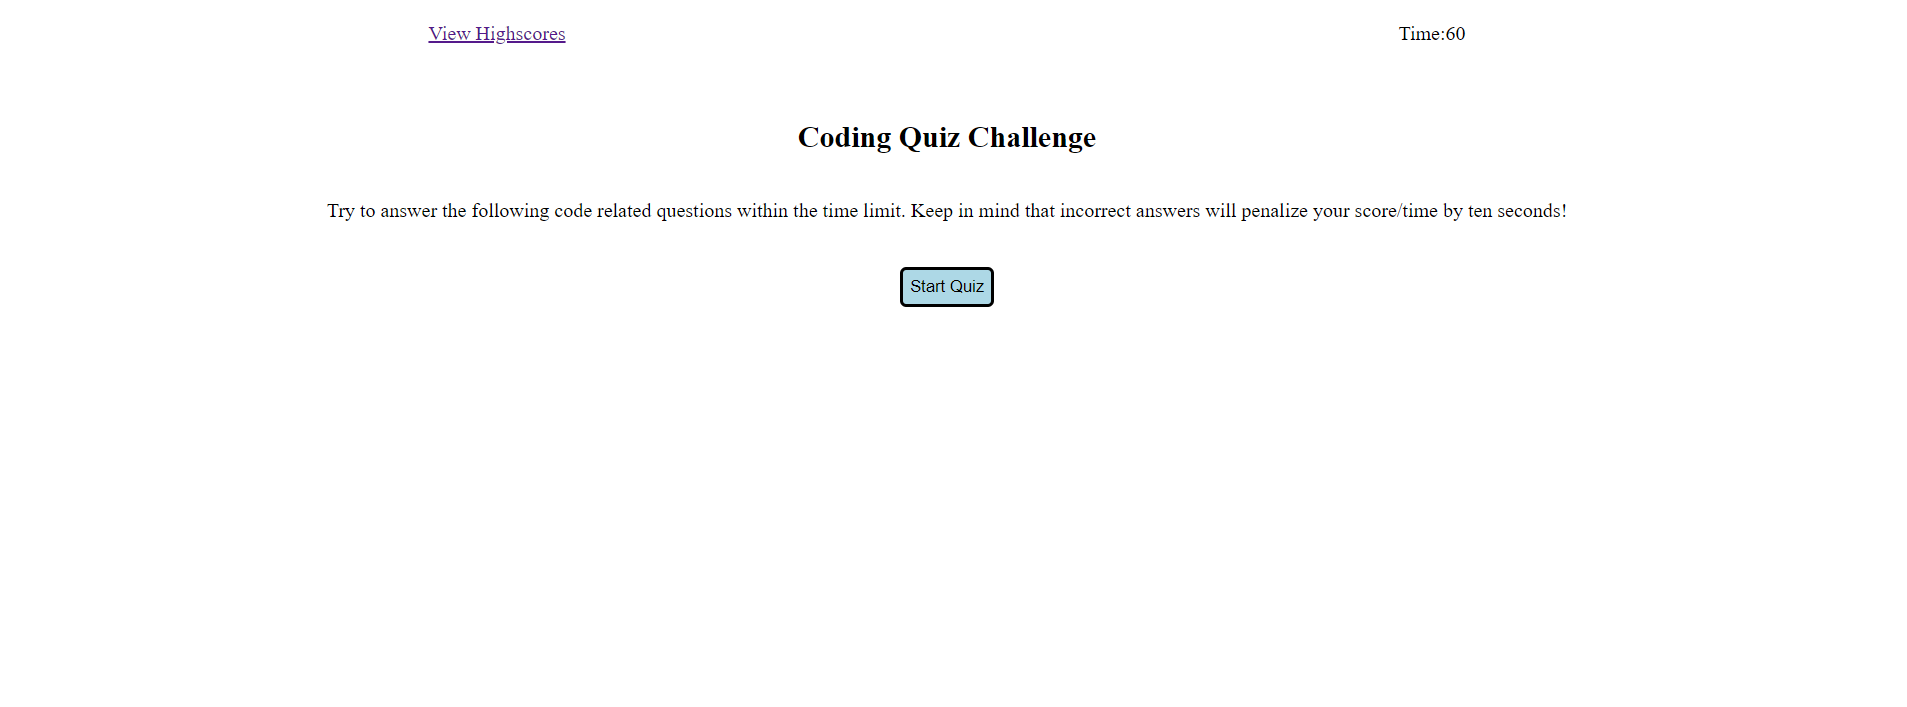 View Highscores
Time:60
Coding Quiz Challenge
Try to answer the following code related questions within the time limit. Keep in mind that incorrect answers will penalize your score/time by ten seconds!
Start Quiz